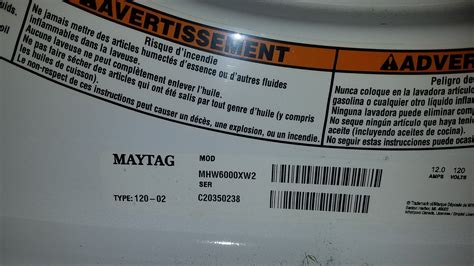 AVERTISSEMENT
Risque d'incendie
Ne jamais mettre des articles humectés d'essence ou d'autres fluides
inflammables dans la laveuse.
Aucune laveuse ne peut complètement enlever l'huile.
Ne pas faire sécher des articles qui ont été salis par tout genre d'huile (y compris
les huiles de cuisson).
Le non-respect de ces instructions peut causer un décès, une explosion, ou un incendie.
ADVER
Peligro de
Nunca coloque en la lavadora artícul
gasolina o cualquier otro líquido inflam
Ninguna lavadora puede eliminar comp
No seque ningún artículo que haya tenid
aceite (incluyendo aceites de cocina).
No seguir estas instrucciones puede ocasi
MAYTAG
MOD
MHW6000XW2
SER
TYPE: 120-02
C20350238
12.0 120
AMPS VOLTS